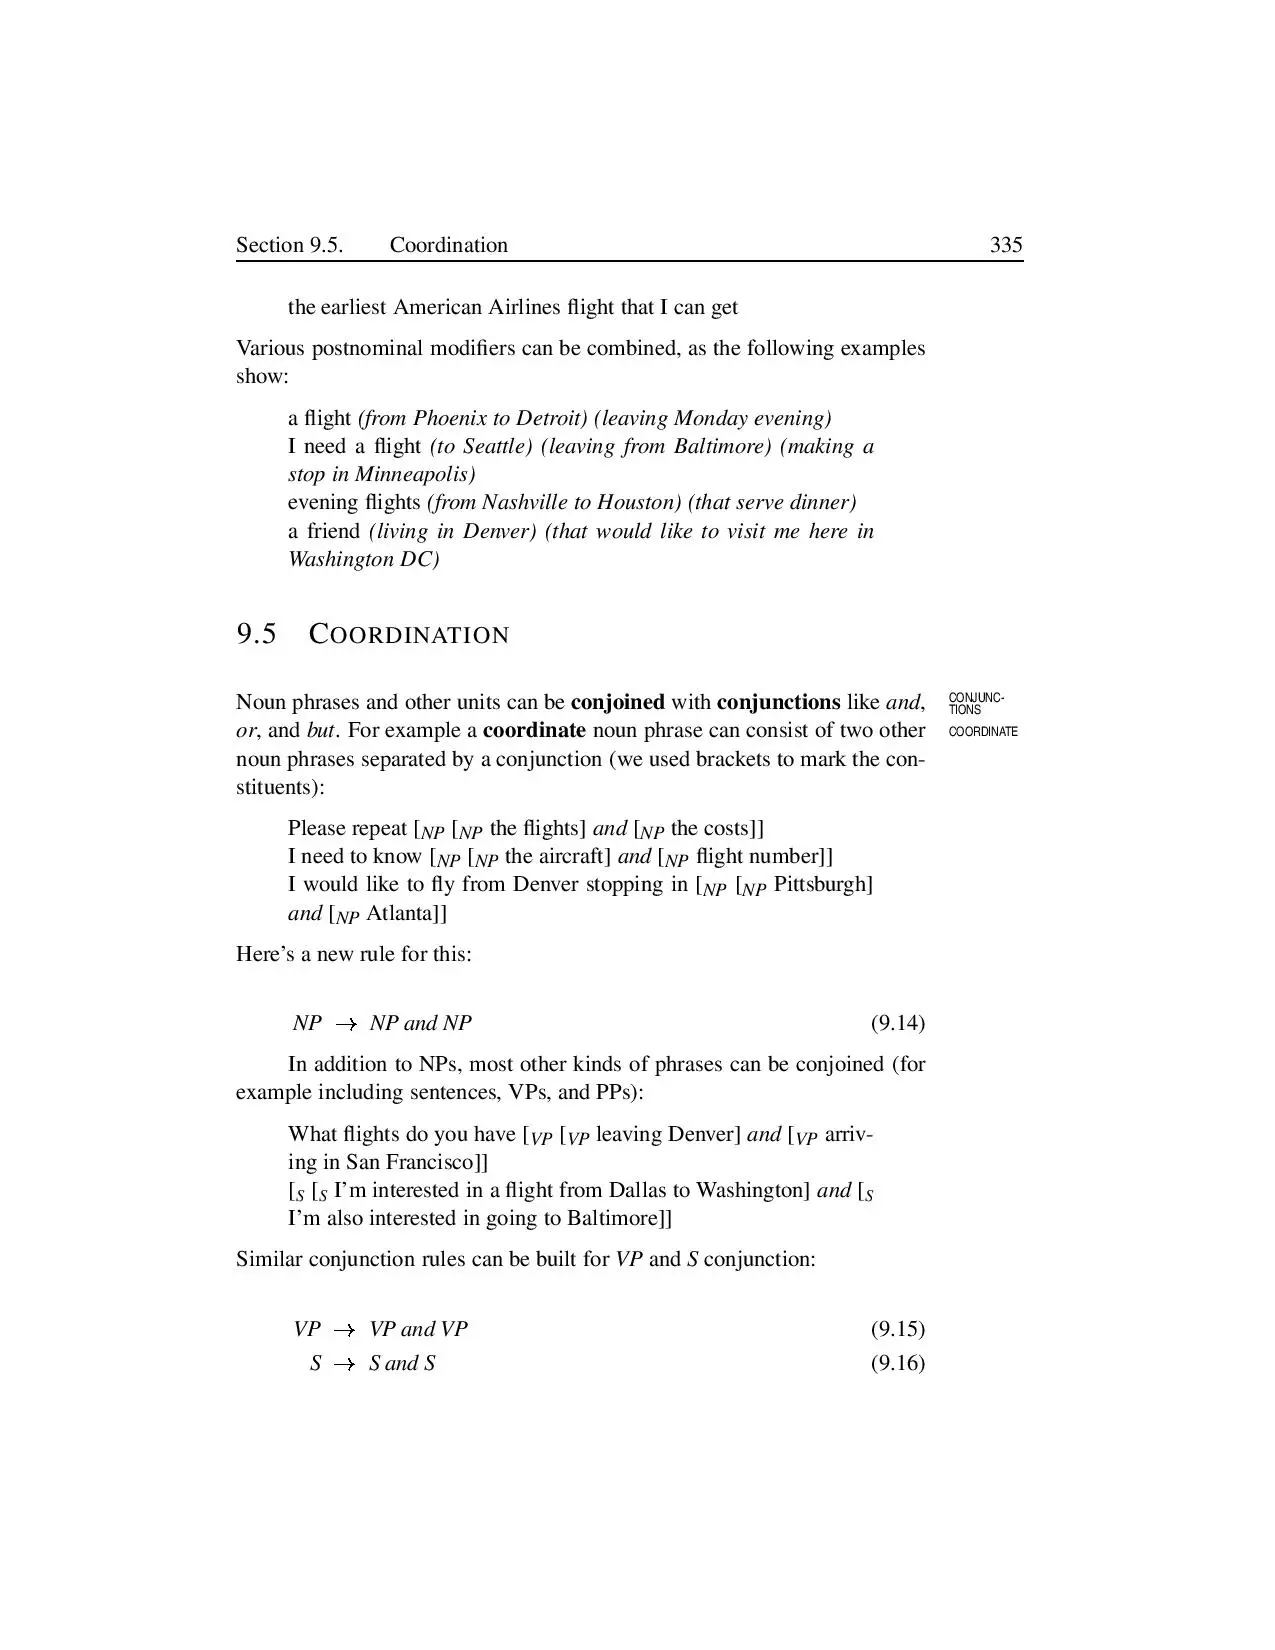 Section 9.5. Coordination 335
the earliest American Airlines flight that I can get
Various postnominal modifiers can be combined, as the following examples
show:
a flight (from Phoenix to Detroit) (leaving Monday evening)
I need a flight (to Seattle) (leaving from Baltimore) (making a
stop in Minneapolis)
evening flights (from Nashville to Houston) (that serve dinner)
a friend (living in Denver) (that would like to visit me here in
Washington DC)
9.5 COORDINATION
Noun phrases and other units can be conjoined with conjunctions like and,
CONJUNC-
TIONS
or, and but. For example a coordinate noun phrase can consist of two other
COORDINATE
noun phrases separated by a conjunction (we used brackets to mark the con-
stituents):
Please repeat [NP [NP the flights] and [NP the costs]]
I need to know [NP [NP the aircraft] and [NP flight number]]
I would like to fly from Denver stopping in [NP [NP Pittsburgh]
and [NP Atlanta]]
Here's a new rule for this:
NP → NP and NP (9.14)
In addition to NPs, most other kinds of phrases can be conjoined (for
example including sentences, VPs, and PPs):
What flights do you have [VP [VP leaving Denver] and [VP arriv-
ing in San Francisco]]
[S [S I'm interested in a flight from Dallas to Washington] and [S
I'm also interested in going to Baltimore]]
Similar conjunction rules can be built for VP and S conjunction:
VP → VP and VP (9.15)
S → S and S (9.16)